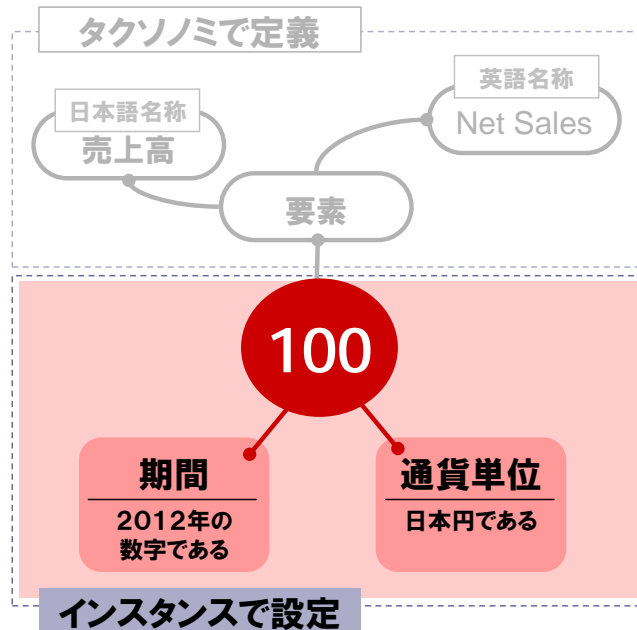 タクソノミで定義
英語名称
Net Sales
日本語名称
売上高
要素
100
期間
2012年の
数字である
通貨単位
日本円である
インスタンスで設定